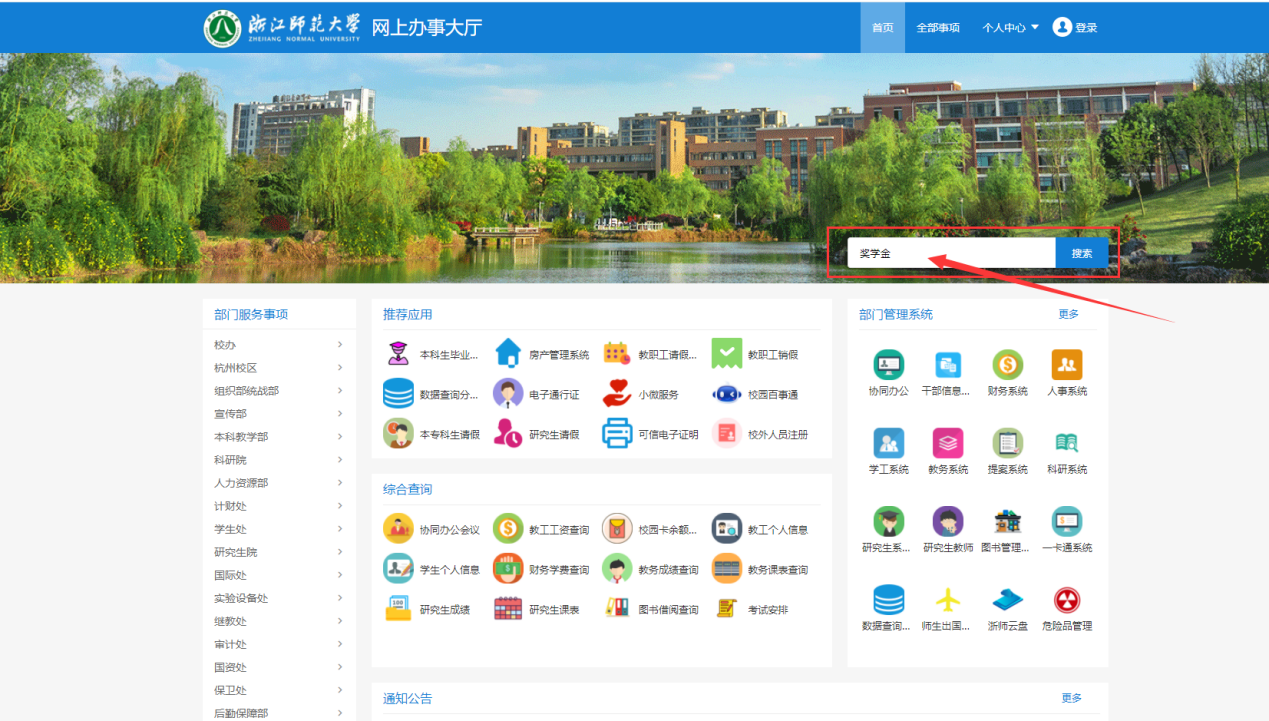 浙江师范大学
ZHEJIANG NORMAL UNIVERSITY
网上办事大厅
首页
全部事项
个人中心
登录
奖学金
搜索
部门服务事项
校办
杭州校区
组织部统战部
宣传部
本科教学部
科研院
人力资源部
计财处
学生处
研究生院
国际处
实验设备处
继教处
审计处
国资处
保卫处
后勤保障部
推荐应用
本科生毕业...
房产管理系统
教职工请假...
教职工销假
数据查询分...
电子通行证
小微服务
校园百事通
本专科生请假
研究生请假
可信电子证明
校外人员注册
综合查询
协同办公会议
教工工资查询
校园卡余额...
教工个人信息
学生个人信息
财务学费查询
教务成绩查询
教务课表查询
研究生成绩
研究生课表
图书借阅查询
考试安排
通知公告
更多
部门管理系统
更多
协同办公
干部信息...
财务系统
人事系统
学工系统
教务系统
提案系统
科研系统
研究生系...
研究生教师
图书管理...
一卡通系统
数据查询...
师生出国...
浙师云盘
危险品管理